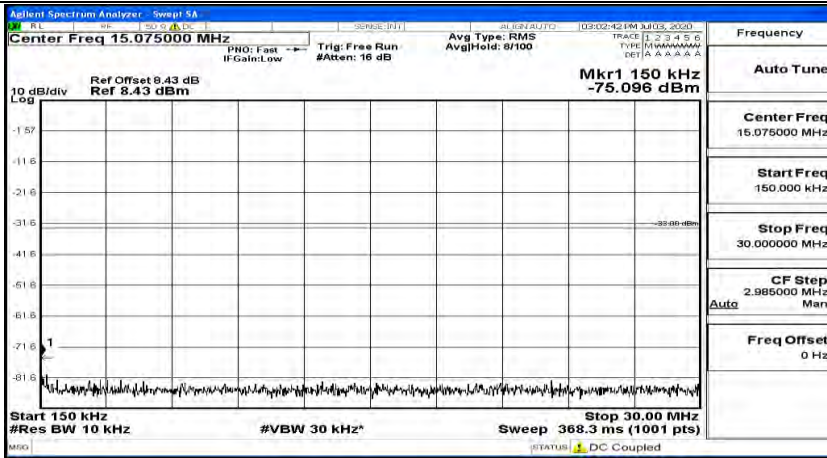 Agilent Spectrum Analyzer - Swept SA
RL RF 50 Ω DC SENSE:INT ALIGN AUTO 03:02:42 PM Jul 03, 2020
Center Freq 15.075000 MHz
PNO: Fast
IFGain:Low
Trig: Free Run
#Atten: 16 dB
Avg Type: RMS
Avg|Hold: 8/100
TRACE 1 2 3 4 5 6
TYPE MWWWWW
DET A A A A A A
Ref Offset 8.43 dB
10 dB/div Ref 8.43 dBm
Log
Mkr1 150 kHz
-75.096 dBm
-1.57
-11.6
-21.6
-31.6
-33.00 dBm
-41.6
-51.6
-61.6
-71.6
1
-81.6
Start 150 kHz
Stop 30.00 MHz
#Res BW 10 kHz
#VBW 30 kHz*
Sweep 368.3 ms (1001 pts)
MSG
STATUS DC Coupled
Frequency
Auto Tune
Center Freq
15.075000 MHz
Start Freq
150.000 kHz
Stop Freq
30.000000 MHz
CF Step
2.985000 MHz
Auto Man
Freq Offset
0 Hz